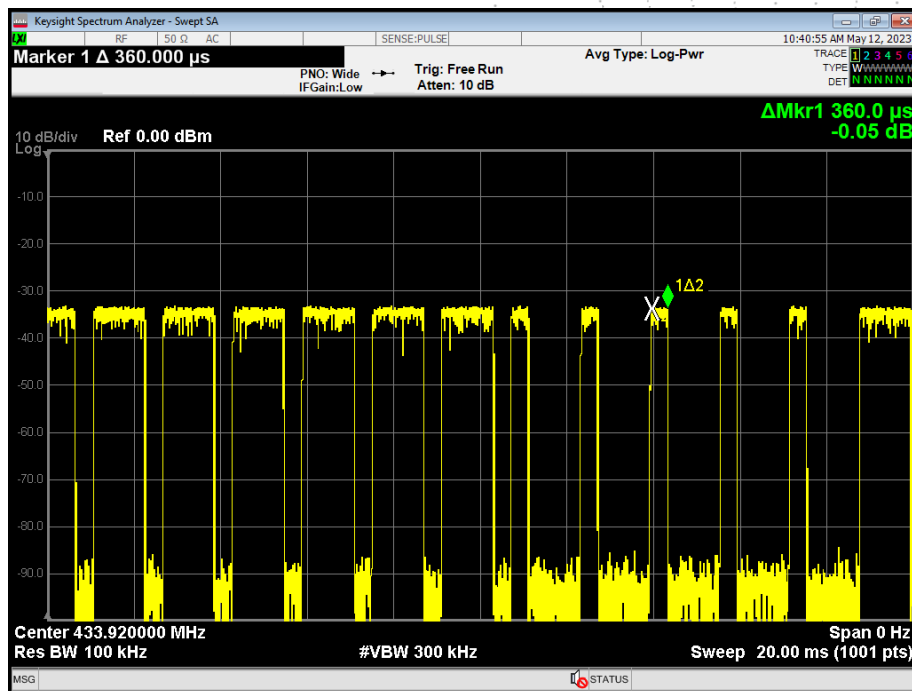 Keysight Spectrum Analyzer - Swept SA
LXI RF 50 Ω AC SENSE:PULSE 10:40:55 AM May 12, 2023
Marker 1 Δ 360.000 µs
PNO: Wide
IFGain:Low
Trig: Free Run
Atten: 10 dB
Avg Type: Log-Pwr
TRACE 1 2 3 4 5 6
TYPE WWWWWW
DET N N N N N N
ΔMkr1 360.0 µs
-0.05 dB
10 dB/div Ref 0.00 dBm
Log
-10.0
-20.0
-30.0
1Δ2
-40.0
-50.0
-60.0
-70.0
-80.0
-90.0
Center 433.920000 MHz Span 0 Hz
Res BW 100 kHz #VBW 300 kHz Sweep 20.00 ms (1001 pts)
MSG STATUS